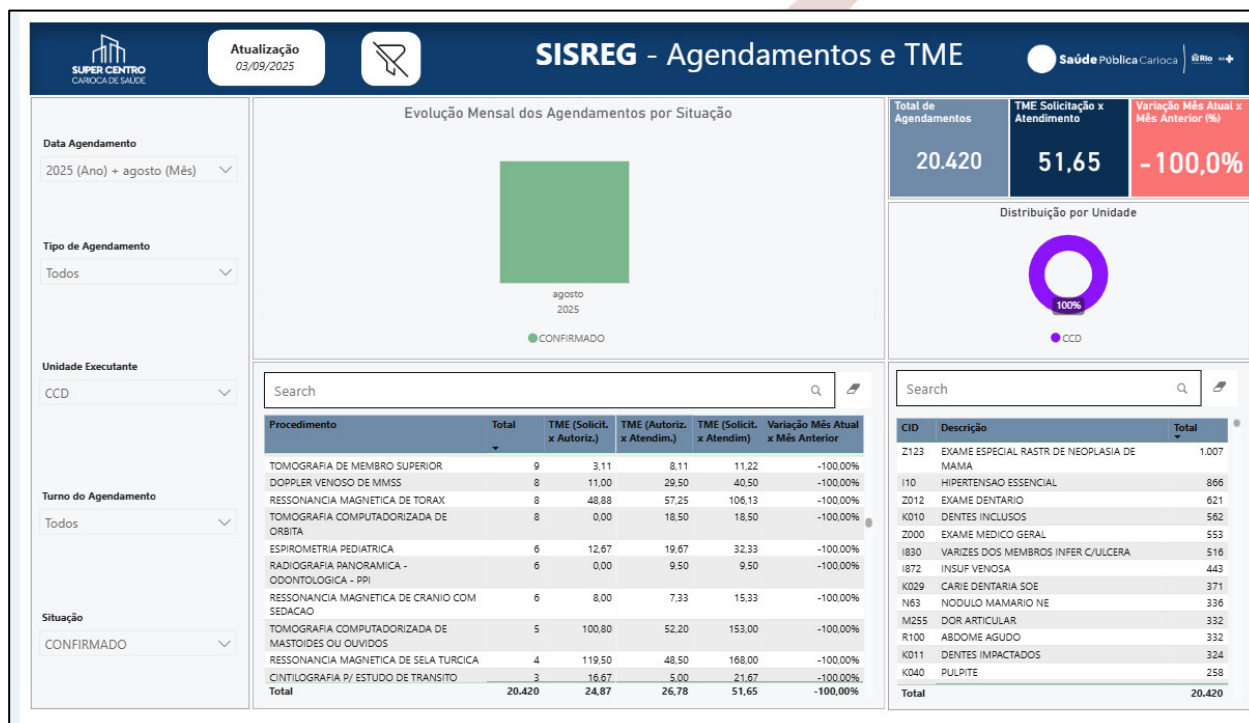 SUPER CENTRO
CARIOCA DE SAÚDE
Atualização
03/09/2025
SISREG - Agendamentos e TME
Saúde Pública Carioca
Rio
Data Agendamento
2025 (Ano) + agosto (Mês)
Tipo de Agendamento
Todos
Unidade Executante
CCD
Turno do Agendamento
Todos
Situação
CONFIRMADO
Evolução Mensal dos Agendamentos por Situação
agosto
2025
CONFIRMADO
Total de
Agendamentos
20.420
TME Solicitação x
Atendimento
51,65
Variação Mês Atual x
Mês Anterior (%)
-100,0%
Distribuição por Unidade
100%
CCD
Search
Procedimento Total TME (Solicit. TME (Autoriz. TME (Solicit. Variação Mês Atual
x Autoriz.) x Atendim.) x Atendim) x Mês Anterior
TOMOGRAFIA DE MEMBRO SUPERIOR 9 3,11 8,11 11,22 -100,00%
DOPPLER VENOSO DE MMSS 8 11,00 29,50 40,50 -100,00%
RESSONANCIA MAGNETICA DE TORAX 8 48,88 57,25 106,13 -100,00%
TOMOGRAFIA COMPUTADORIZADA DE 8 0,00 18,50 18,50 -100,00%
ORBITA
ESPIROMETRIA PEDIATRICA 6 12,67 19,67 32,33 -100,00%
RADIOGRAFIA PANORAMICA - 6 0,00 9,50 9,50 -100,00%
ODONTOLOGICA - PPI
RESSONANCIA MAGNETICA DE CRANIO COM 6 8,00 7,33 15,33 -100,00%
SEDACAO
TOMOGRAFIA COMPUTADORIZADA DE 5 100,80 52,20 153,00 -100,00%
MASTOIDES OU OUVIDOS
RESSONANCIA MAGNETICA DE SELA TURCICA 4 119,50 48,50 168,00 -100,00%
CINTILOGRAFIA P/ ESTUDO DE TRANSITO 3 16,67 5,00 21,67 -100,00%
Total 20.420 24,87 26,78 51,65 -100,00%
Search
CID Descrição Total
Z123 EXAME ESPECIAL RASTR DE NEOPLASIA DE 1.007
MAMA
I10 HIPERTENSAO ESSENCIAL 866
Z012 EXAME DENTARIO 621
K010 DENTES INCLUSOS 562
Z000 EXAME MEDICO GERAL 553
I830 VARIZES DOS MEMBROS INFER C/ULCERA 516
I872 INSUF VENOSA 443
K029 CARIE DENTARIA SOE 371
N63 NODULO MAMARIO NE 336
M255 DOR ARTICULAR 332
R100 ABDOME AGUDO 332
K011 DENTES IMPACTADOS 324
K040 PULPITE 258
Total 20.420